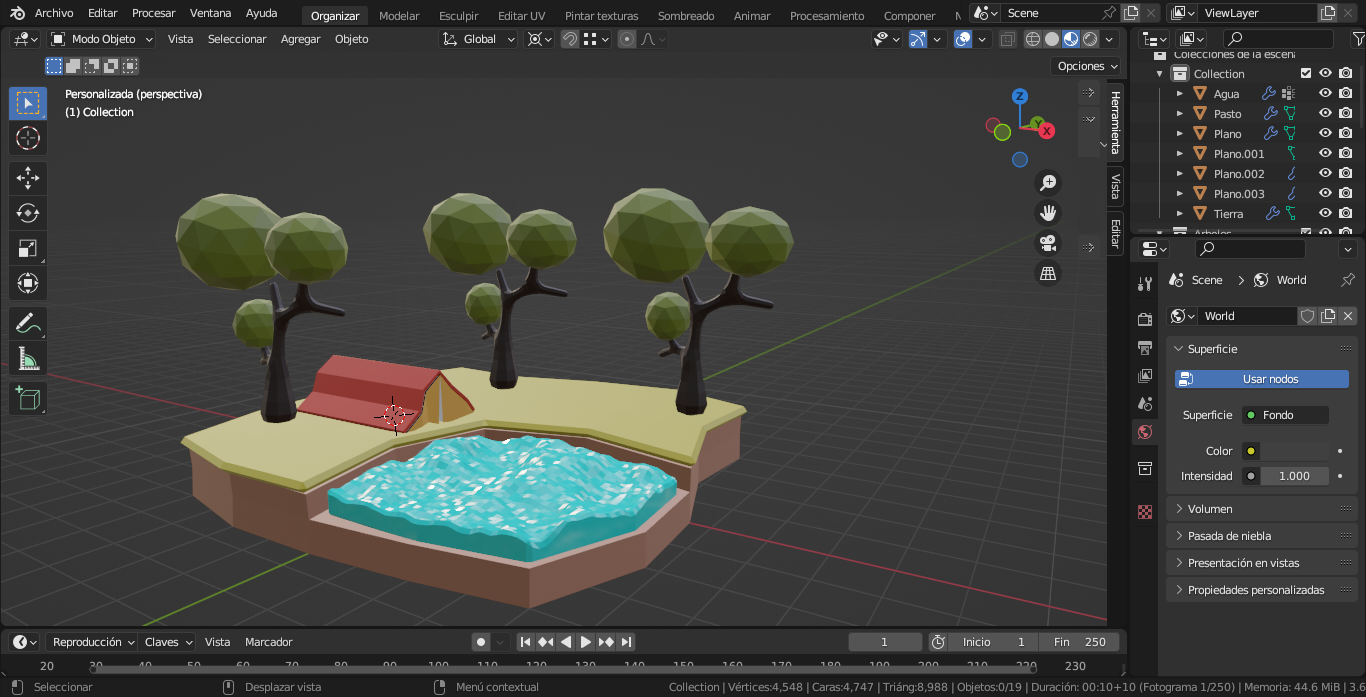 Archivo Editar Procesar Ventana Ayuda Organizar Modelar Esculpir Editar UV Pintar texturas Sombreado Animar Procesamiento Componer Scene ViewLayer
Modo Objeto Vista Seleccionar Agregar Objeto Global
Opciones
Personalizada (perspectiva)
(1) Collection
Z
Y
X
Herramienta
Vista
Editar
Colecciones de la escena
Collection
Agua
Pasto
Plano
Plano.001
Plano.002
Plano.003
Tierra
Arboles
Scene World
World
Superficie
Usar nodos
Superficie Fondo
Color
Intensidad 1.000
Volumen
Pasada de niebla
Presentación en vistas
Propiedades personalizadas
Reproducción Claves Vista Marcador 1 Inicio 1 Fin 250
20 30 40 50 60 70 80 90 100 110 120 130 140 150 160 170 180 190 200 210 220 230
Seleccionar Desplazar vista Menú contextual Collection | Vértices:4,548 | Caras:4,747 | Triáng:8,988 | Objetos:0/19 | Duración: 00:10+10 (Fotograma 1/250) | Memoria: 44.6 MiB | 3.6